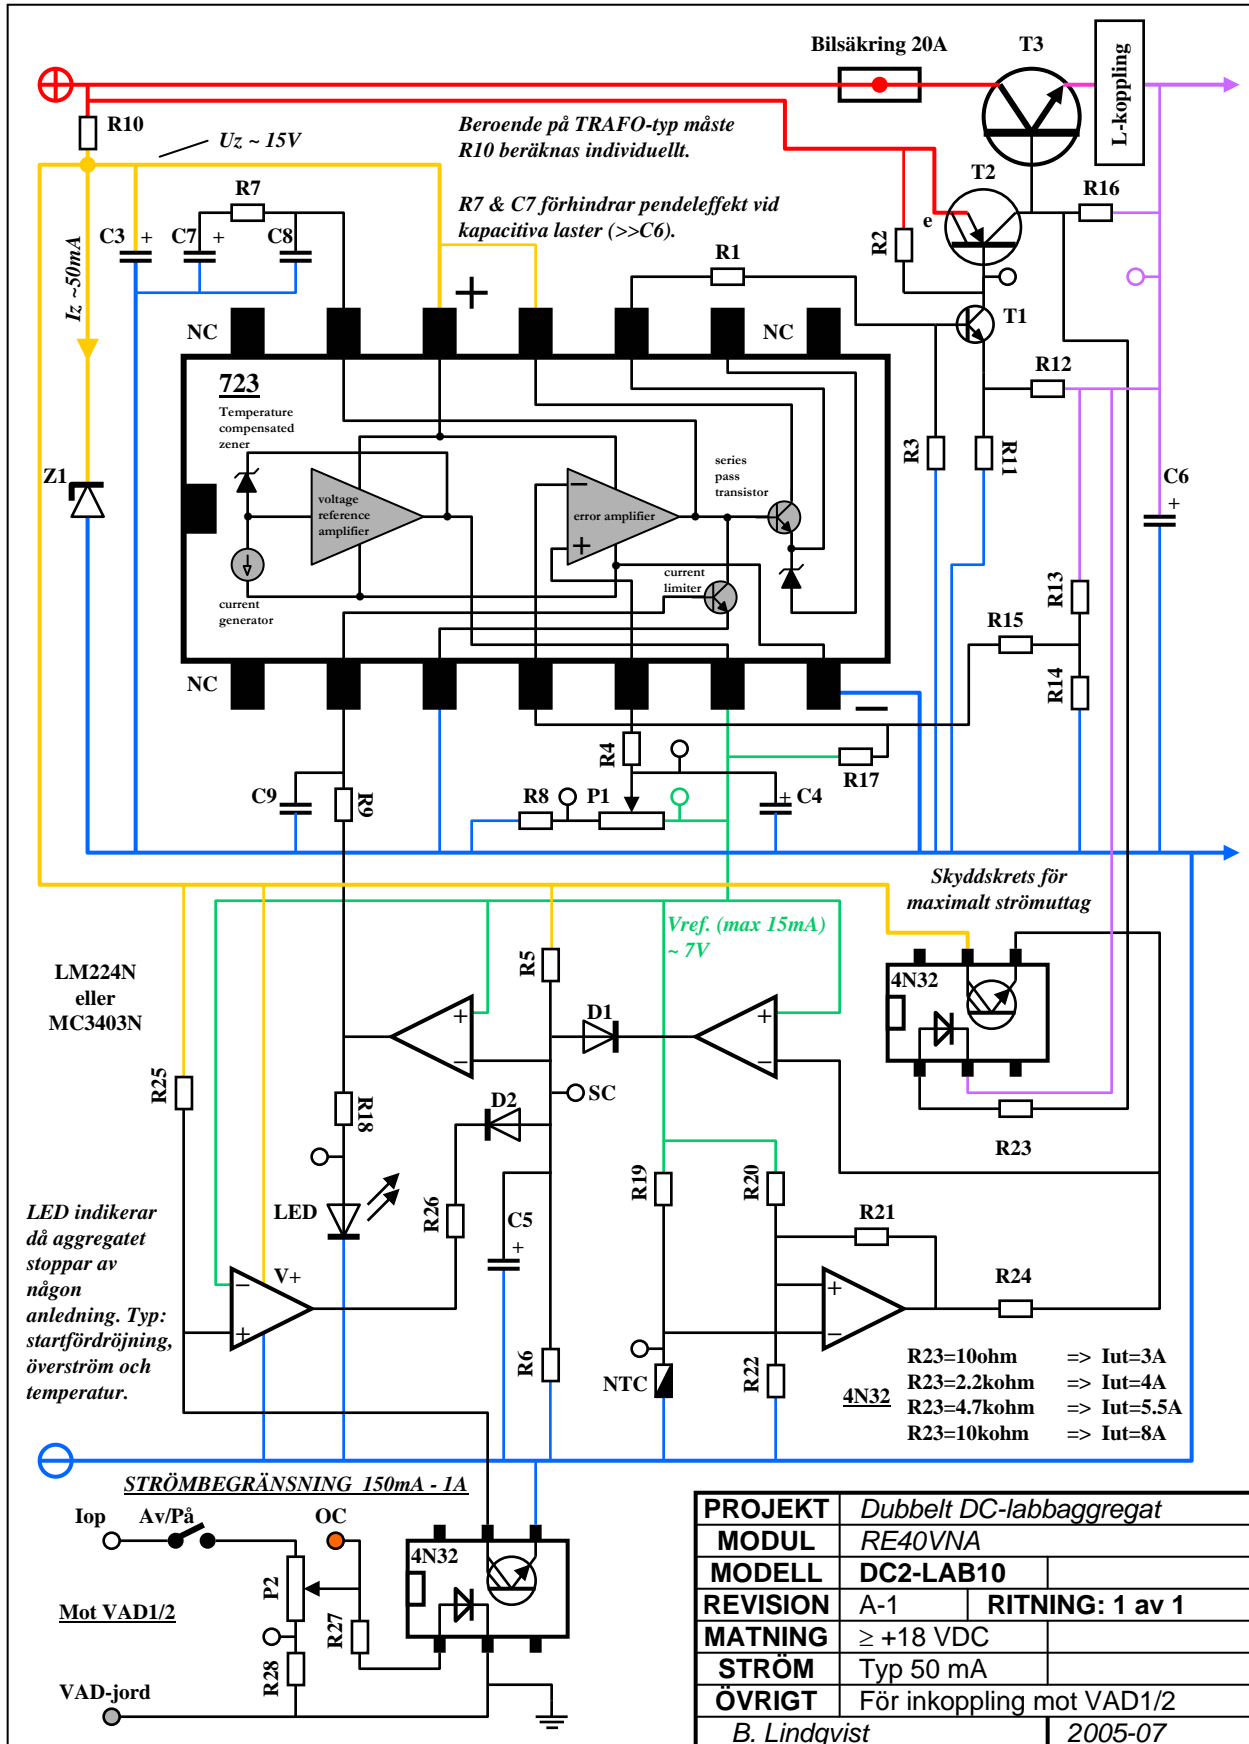 Bilsäkring 20A
T3
L-koppling
R10
Uz ~ 15V
Beroende på TRAFO-typ måste
R10 beräknas individuellt.
T2
R16
R7
R7 & C7 förhindrar pendeleffekt vid
kapacitiva laster (>>C6).
e
R2
C3 +
C7 +
C8
R1
Iz ~50mA
+
T1
NC
NC
R12
723
Temperature
compensated
zener
R3
R11
series
pass
transistor
Z1
C6
+
voltage
reference
amplifier
−
error amplifier
+
current
limiter
current
generator
R13
R15
R14
NC
−
R4
R17
C9
R9
R8
P1
+
C4
Skyddskrets för
maximalt strömuttag
Vref. (max 15mA)
~ 7V
R5
LM224N
eller
MC3403N
4N32
D1
+
−
+
−
R25
SC
R18
D2
R23
R19
R20
LED
R26
C5
+
R21
LED indikerar
då aggregatet
stoppar av
någon
anledning. Typ:
startfördröjning,
överström och
temperatur.
V+
−
+
R24
+
−
R6
NTC
R22
4N32
R23=10ohm => Iut=3A
R23=2.2kohm => Iut=4A
R23=4.7kohm => Iut=5.5A
R23=10kohm => Iut=8A
STRÖMBEGRÄNSNING 150mA - 1A
Iop
Av/På
OC
4N32
P2
Mot VAD1/2
R27
R28
VAD-jord
PROJEKT Dubbelt DC-labbaggregat
MODUL RE40VNA
MODELL DC2-LAB10
REVISION A-1 RITNING: 1 av 1
MATNING ≥ +18 VDC
STRÖM Typ 50 mA
ÖVRIGT För inkoppling mot VAD1/2
B. Lindqvist 2005-07